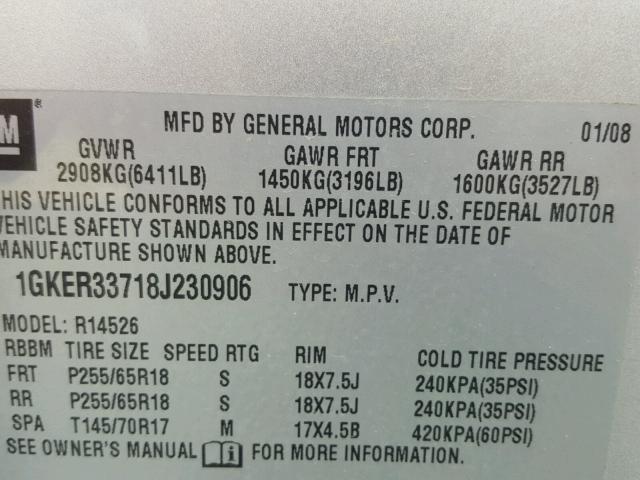 M ®
MFD BY GENERAL MOTORS CORP. 01/08
GVWR GAWR FRT GAWR RR
2908KG(6411LB) 1450KG(3196LB) 1600KG(3527LB)
THIS VEHICLE CONFORMS TO ALL APPLICABLE U.S. FEDERAL MOTOR
VEHICLE SAFETY STANDARDS IN EFFECT ON THE DATE OF
MANUFACTURE SHOWN ABOVE.
1GKER33718J230906 TYPE: M.P.V.
MODEL: R14526
RBBM TIRE SIZE SPEED RTG RIM COLD TIRE PRESSURE
FRT P255/65R18 S 18X7.5J 240KPA(35PSI)
RR P255/65R18 S 18X7.5J 240KPA(35PSI)
SPA T145/70R17 M 17X4.5B 420KPA(60PSI)
SEE OWNER'S MANUAL i FOR MORE INFORMATION.